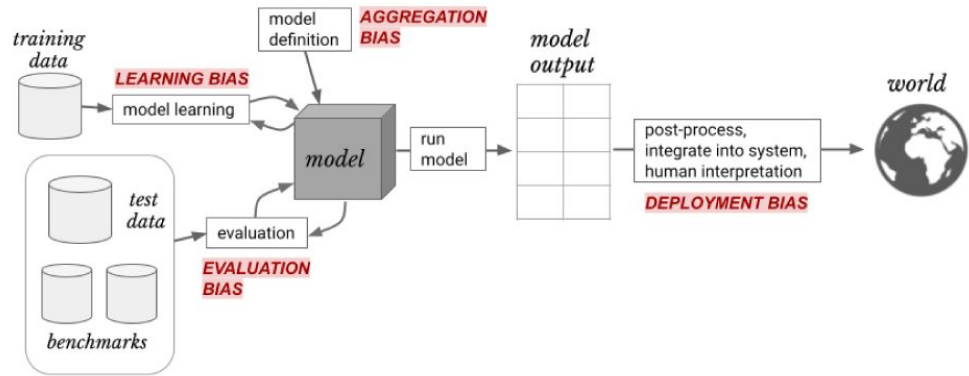 training
data
LEARNING BIAS
model learning
model
definition
AGGREGATION
BIAS
model
run
model
model
output
post-process,
integrate into system,
human interpretation
DEPLOYMENT BIAS
world
test
data
benchmarks
evaluation
EVALUATION
BIAS